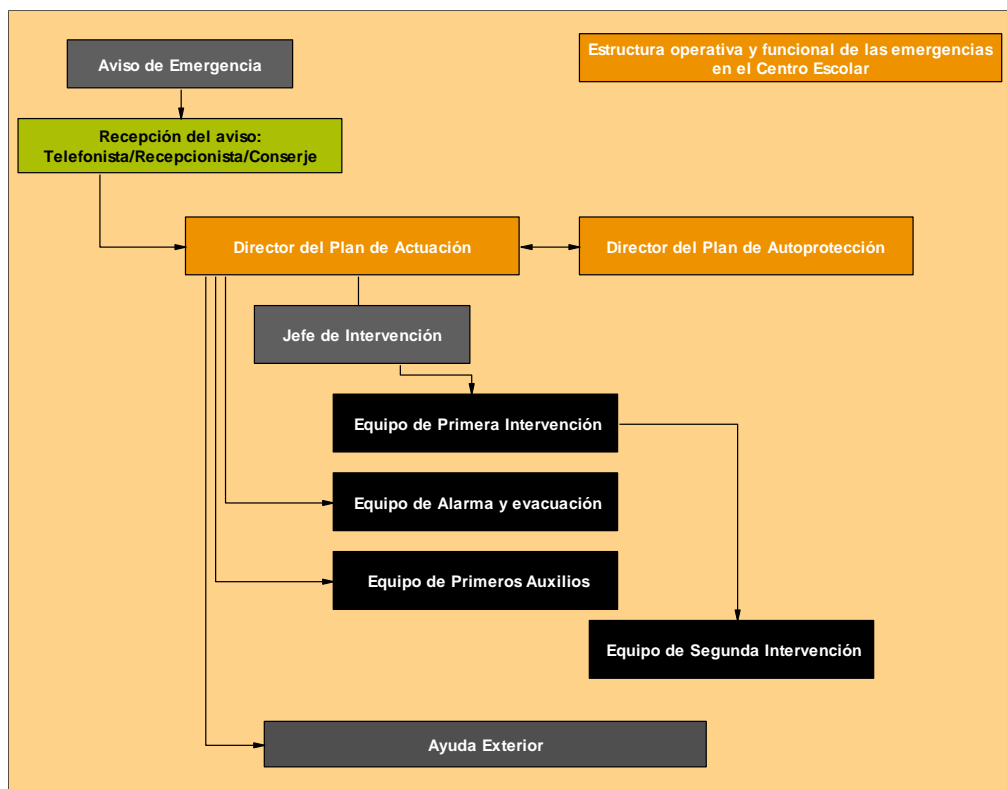 Aviso de Emergencia
Estructura operativa y funcional de las emergencias
en el Centro Escolar
Recepción del aviso:
Telefonista/Recepcionista/Conserje
Director del Plan de Actuación
Director del Plan de Autoprotección
Jefe de Intervención
Equipo de Primera Intervención
Equipo de Alarma y evacuación
Equipo de Primeros Auxilios
Equipo de Segunda Intervención
Ayuda Exterior